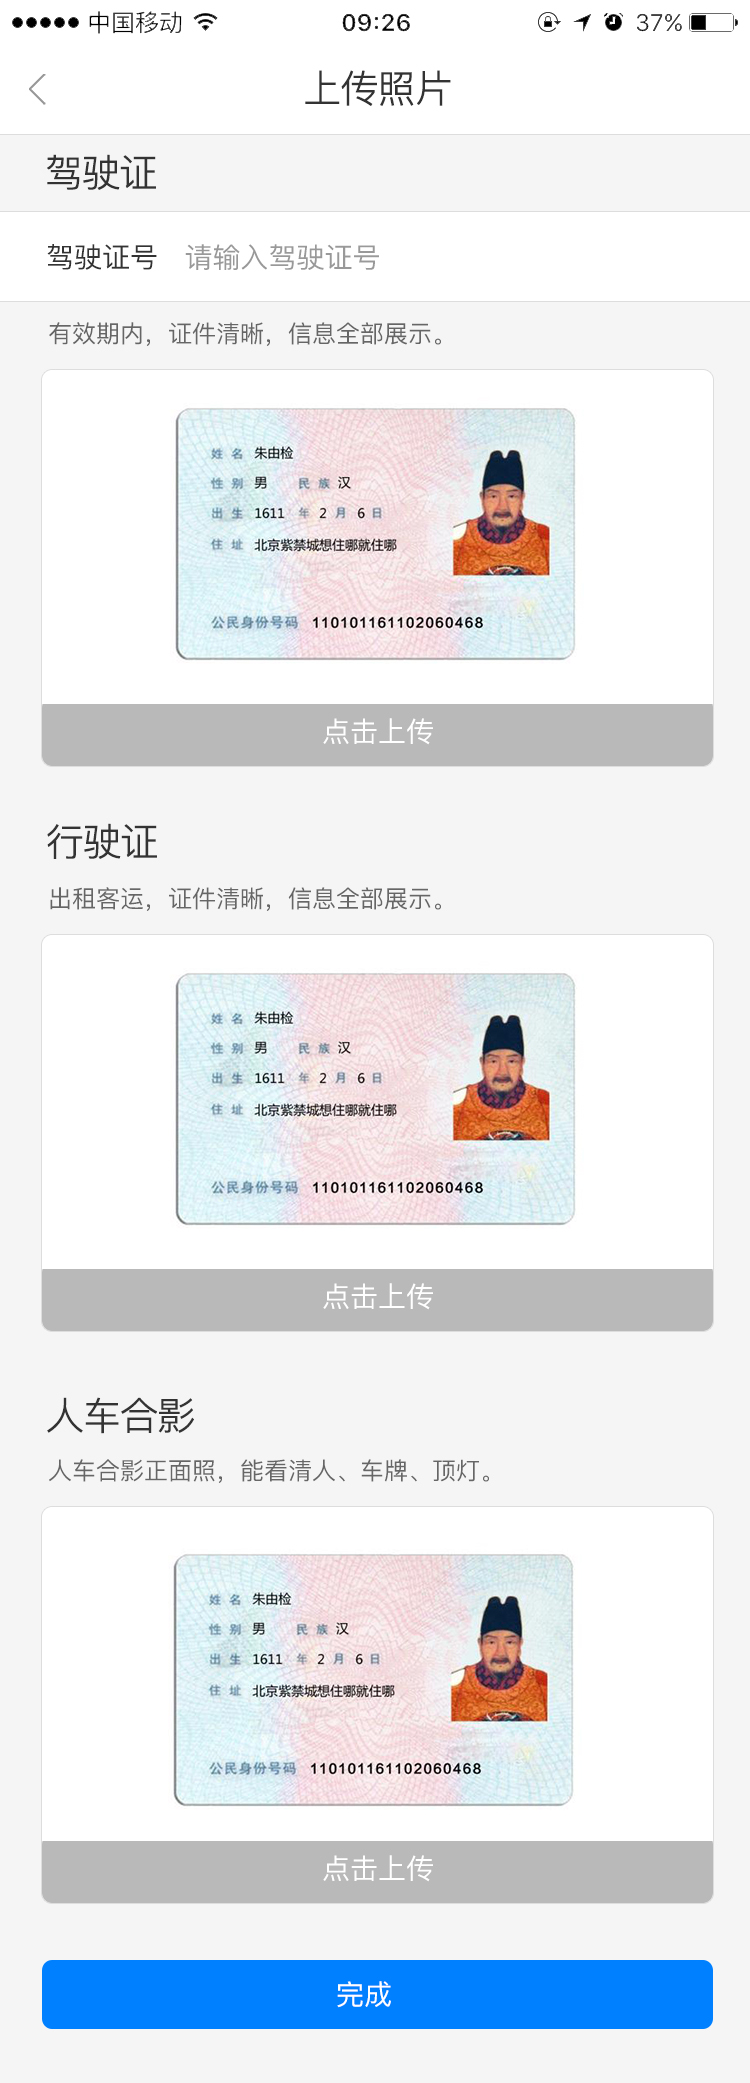 中国移动 09:26 37%
上传照片
驾驶证
驾驶证号 请输入驾驶证号
有效期内，证件清晰，信息全部展示。
姓名 朱由检
性别 男 民族 汉
出生 1611 年 2 月 6 日
住址 北京紫禁城想住哪就住哪
公民身份号码 110101161102060468
点击上传
行驶证
出租客运，证件清晰，信息全部展示。
姓名 朱由检
性别 男 民族 汉
出生 1611 年 2 月 6 日
住址 北京紫禁城想住哪就住哪
公民身份号码 110101161102060468
点击上传
人车合影
人车合影正面照，能看清人、车牌、顶灯。
姓名 朱由检
性别 男 民族 汉
出生 1611 年 2 月 6 日
住址 北京紫禁城想住哪就住哪
公民身份号码 110101161102060468
点击上传
完成